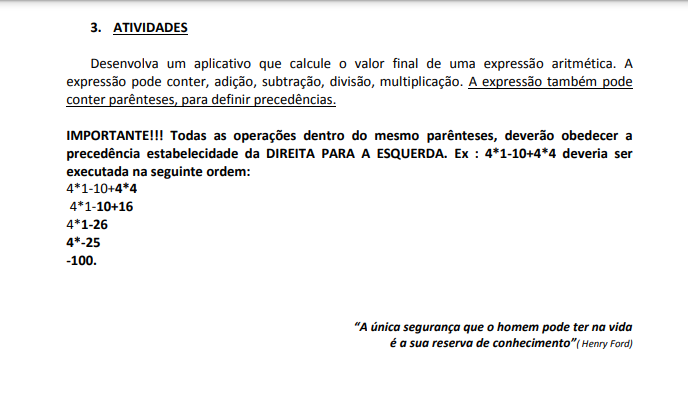 3. ATIVIDADES
Desenvolva um aplicativo que calcule o valor final de uma expressão aritmética. A
expressão pode conter, adição, subtração, divisão, multiplicação. A expressão também pode
conter parênteses, para definir precedências.
IMPORTANTE!!! Todas as operações dentro do mesmo parênteses, deverão obedecer a
precedência estabelecidade da DIREITA PARA A ESQUERDA. Ex : 4*1-10+4*4 deveria ser
executada na seguinte ordem:
4*1-10+4*4
4*1-10+16
4*1-26
4*-25
-100.
“A única segurança que o homem pode ter na vida
é a sua reserva de conhecimento”( Henry Ford)